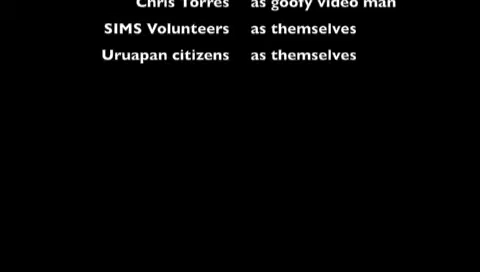 Chris Torres as goofy video man
SIMS Volunteers as themselves
Uruapan citizens as themselves